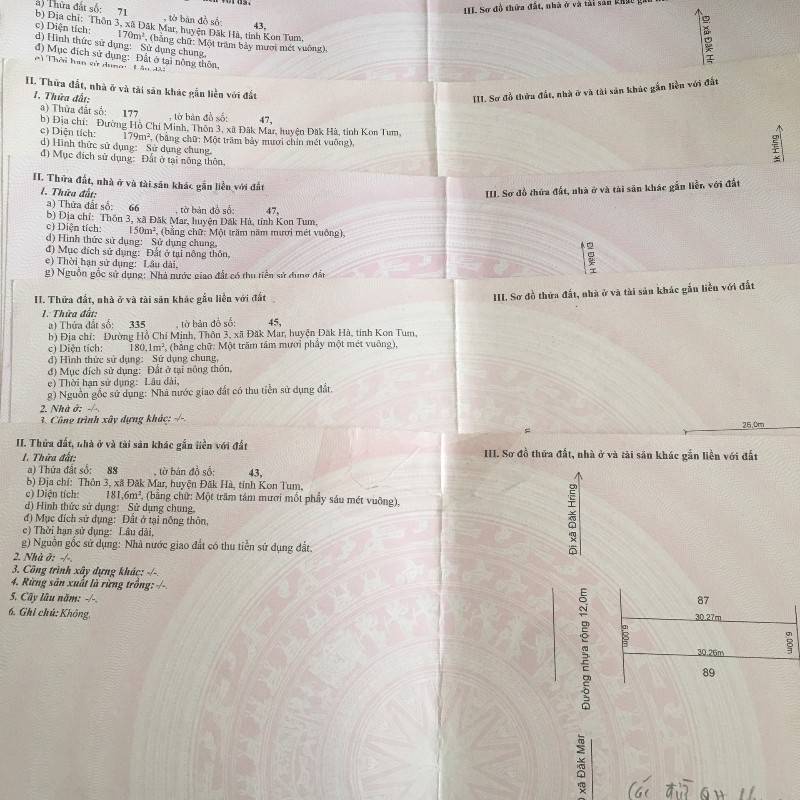 a) Thửa đất số: 71 , tờ bản đồ số: 43,
b) Địa chỉ: Thôn 3, xã Đăk Mar, huyện Đăk Hà, tỉnh Kon Tum,
c) Diện tích: 170m², (bằng chữ: Một trăm bảy mươi mét vuông),
d) Hình thức sử dụng: Sử dụng chung,
đ) Mục đích sử dụng: Đất ở tại nông thôn,
e) Thời hạn sử dụng: Lâu dài
III. Sơ đồ thửa đất, nhà ở và tài sản khác
Đi xã Đăk Hr
II. Thửa đất, nhà ở và tài sản khác gắn liền với đất
1. Thửa đất:
a) Thửa đất số: 177 , tờ bản đồ số: 47,
b) Địa chỉ: Đường Hồ Chí Minh, Thôn 3, xã Đăk Mar, huyện Đăk Hà, tỉnh Kon Tum,
c) Diện tích: 179m², (bằng chữ: Một trăm bảy mươi chín mét vuông),
d) Hình thức sử dụng: Sử dụng chung,
đ) Mục đích sử dụng: Đất ở tại nông thôn,
III. Sơ đồ thửa đất, nhà ở và tài sản khác gắn liền với đất
k Hring
II. Thửa đất, nhà ở và tài sản khác gắn liền với đất
1. Thửa đất:
a) Thửa đất số: 66 , tờ bản đồ số: 47,
b) Địa chỉ: Thôn 3, xã Đăk Mar, huyện Đăk Hà, tỉnh Kon Tum,
c) Diện tích: 150m², (bằng chữ: Một trăm năm mươi mét vuông),
d) Hình thức sử dụng: Sử dụng chung,
đ) Mục đích sử dụng: Đất ở tại nông thôn,
e) Thời hạn sử dụng: Lâu dài,
g) Nguồn gốc sử dụng: Nhà nước giao đất có thu tiền sử dụng đất
III. Sơ đồ thửa đất, nhà ở và tài sản khác gắn liền với đất
Đi Đăk H
II. Thửa đất, nhà ở và tài sản khác gắn liền với đất
1. Thửa đất:
a) Thửa đất số: 335 , tờ bản đồ số: 45,
b) Địa chỉ: Đường Hồ Chí Minh, Thôn 3, xã Đăk Mar, huyện Đăk Hà, tỉnh Kon Tum,
c) Diện tích: 180,1m², (bằng chữ: Một trăm tám mươi phẩy một mét vuông),
d) Hình thức sử dụng: Sử dụng chung,
đ) Mục đích sử dụng: Đất ở tại nông thôn,
e) Thời hạn sử dụng: Lâu dài,
g) Nguồn gốc sử dụng: Nhà nước giao đất có thu tiền sử dụng đất.
2. Nhà ở: -/-.
3. Công trình xây dựng khác: -/-.
III. Sơ đồ thửa đất, nhà ở và tài sản khác gắn liền với đất
26,0m
II. Thửa đất, nhà ở và tài sản khác gắn liền với đất
1. Thửa đất:
a) Thửa đất số: 88 , tờ bản đồ số: 43,
b) Địa chỉ: Thôn 3, xã Đăk Mar, huyện Đăk Hà, tỉnh Kon Tum,
c) Diện tích: 181,6m², (bằng chữ: Một trăm tám mươi mốt phẩy sáu mét vuông),
d) Hình thức sử dụng: Sử dụng chung,
đ) Mục đích sử dụng: Đất ở tại nông thôn,
e) Thời hạn sử dụng: Lâu dài,
g) Nguồn gốc sử dụng: Nhà nước giao đất có thu tiền sử dụng đất.
2. Nhà ở: -/-.
3. Công trình xây dựng khác: -/-.
4. Rừng sản xuất là rừng trồng: -/-.
5. Cây lâu năm: -/-.
6. Ghi chú: Không.
III. Sơ đồ thửa đất, nhà ở và tài sản khác gắn liền với đất
Đi xã Đăk Hring
Đường nhựa rộng 12,0m
xã Đăk Mar
87
30,27m
6,00m
6,00m
30,26m
89